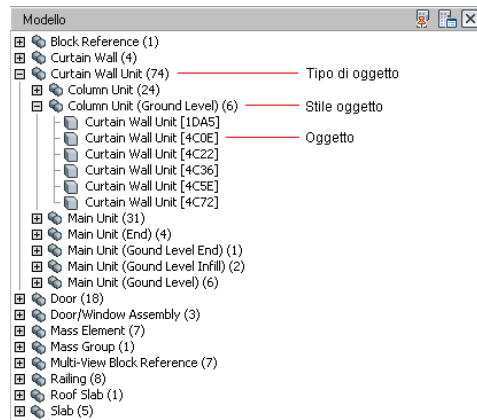 Modello
Block Reference (1)
Curtain Wall (4)
Curtain Wall Unit (74) Tipo di oggetto
Column Unit (24)
Column Unit (Ground Level) (6) Stile oggetto
Curtain Wall Unit [1DA5]
Curtain Wall Unit [4C0E] Oggetto
Curtain Wall Unit [4C22]
Curtain Wall Unit [4C36]
Curtain Wall Unit [4C5E]
Curtain Wall Unit [4C72]
Main Unit (31)
Main Unit (End) (4)
Main Unit (Gound Level End) (1)
Main Unit (Gound Level Infill) (2)
Main Unit (Gound Level) (6)
Door (18)
Door/Window Assembly (3)
Mass Element (7)
Mass Group (1)
Multi-View Block Reference (7)
Railing (8)
Roof Slab (1)
Slab (5)